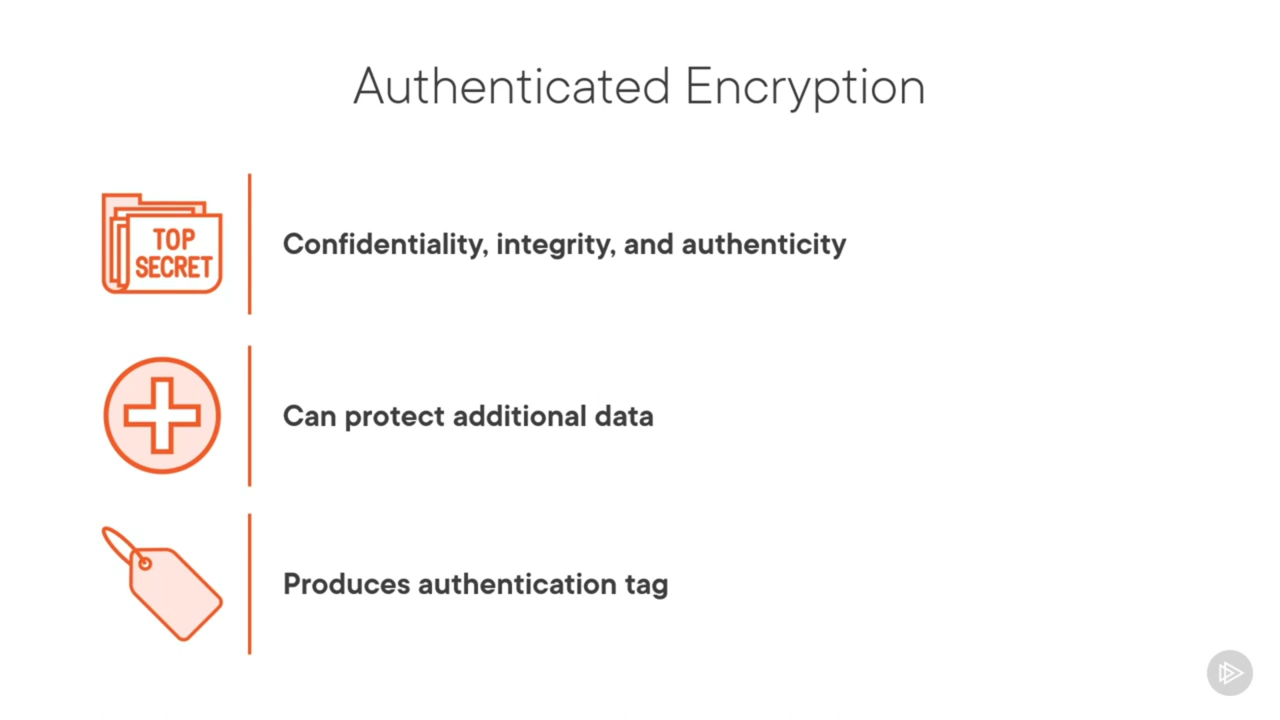 Authenticated Encryption
TOP
SECRET
Confidentiality, integrity, and authenticity
Can protect additional data
Produces authentication tag